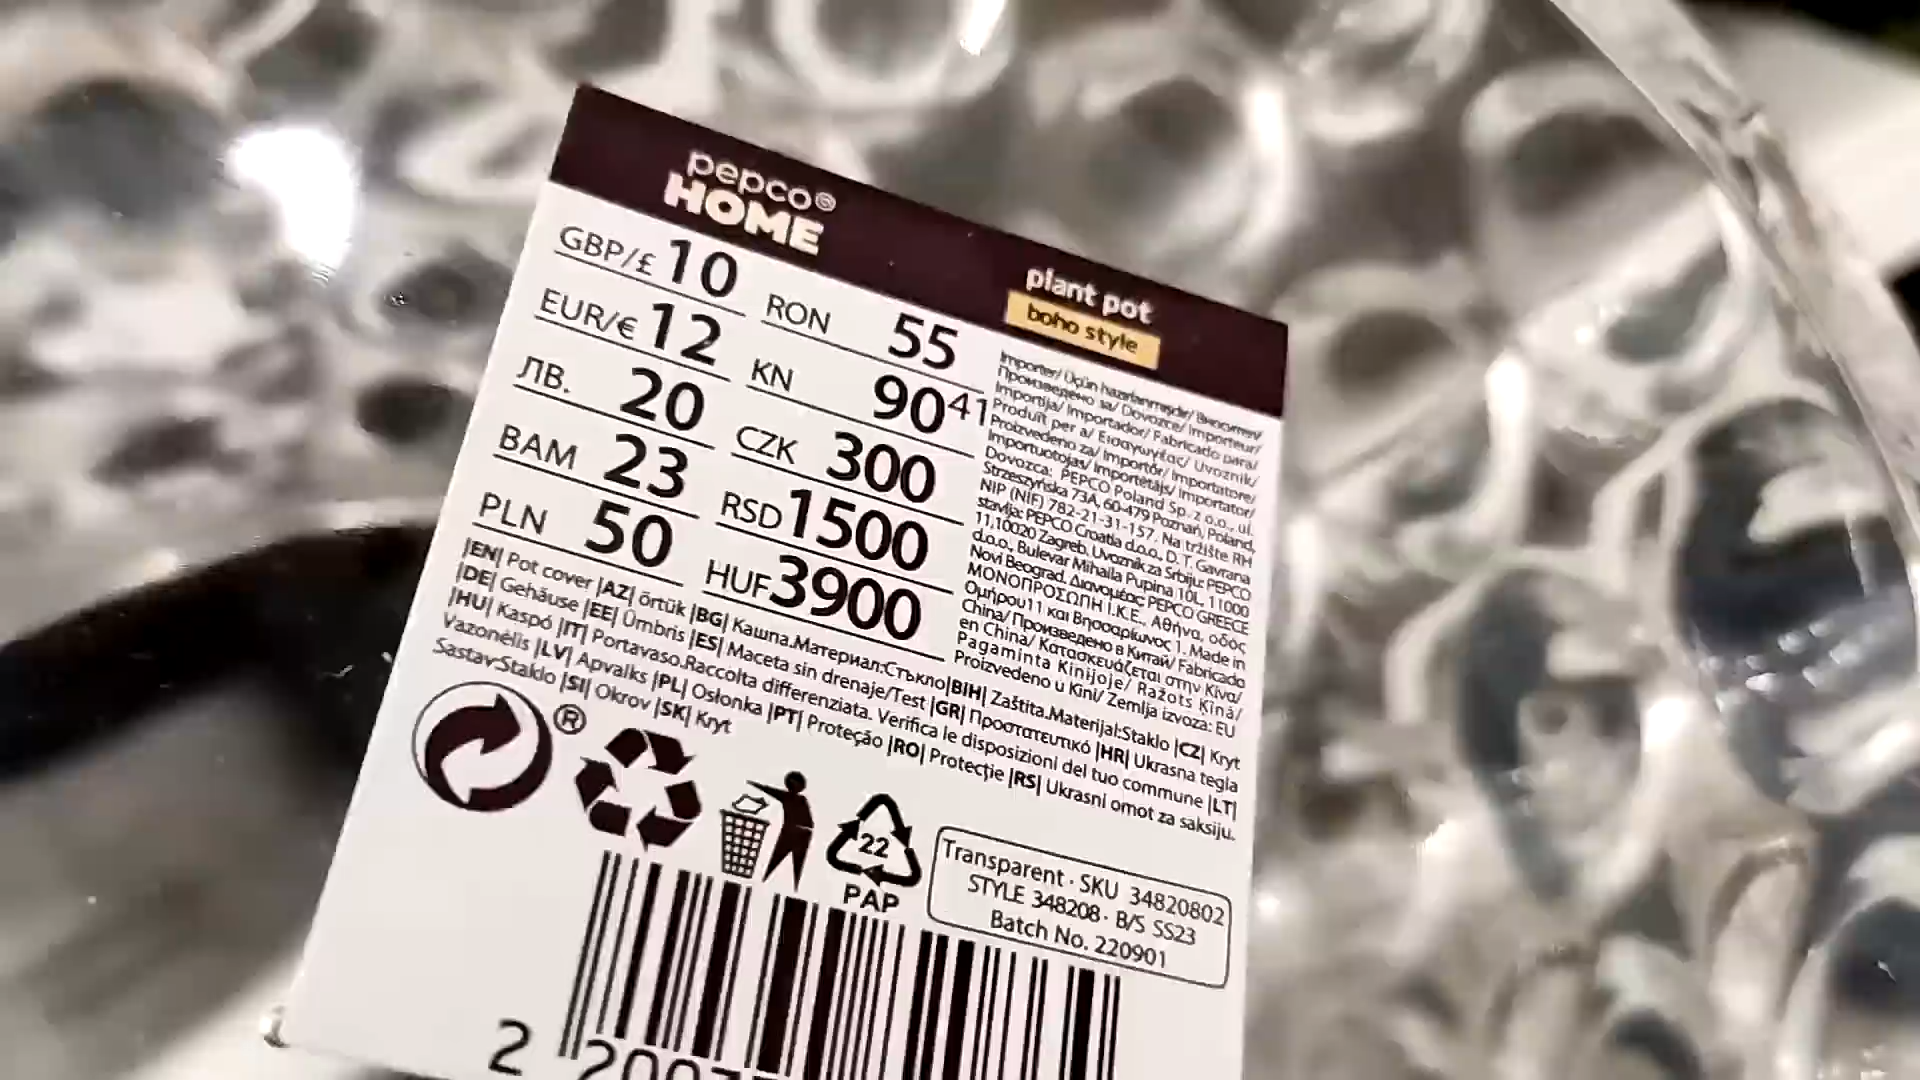 pepco®
HOME
plant pot
boho style
GBP/£ 10
EUR/€ 12
ЛВ. 20
BAM 23
PLN 50
RON 55
KN 90 41
CZK 300
RSD 1500
HUF 3900
Importer/ Üçün hazırlanmışdır/ Вносител/
Произведено за/ Dovozce/ Importeur/
Importija/ Importador/ Fabricado para/
Produit per a/ Εισαγωγέας/ Uvoznik/
Proizvedeno za/ Importőr/ Importatore/
Importuotojas/ Importētājs/ Importator/
Dovozca: PEPCO Poland Sp. z o.o., ul.
Strzeszyńska 73A, 60-479 Poznań, Poland,
NIP (NIF) 782-21-31-157. Na tržište RH
stavlja: PEPCO Croatia d.o.o. D. T. Gavrana
11,10020 Zagreb. Uvoznik za Srbiju: PEPCO
d.o.o., Bulevar Mihaila Pupina 10L, 11000
Novi Beograd. Διανομέας PEPCO GREECE
ΜΟΝΟΠΡΟΣΩΠΗ Ι.Κ.Ε., Αθήνα, οδός
Ομήρου11 και Βησσαρίωνος 1. Made in
China/ Произведено в Китай/ Fabricado
en China/ Κατασκευάζεται στην Κίνα/
Pagaminta Kinijoje/ Ražots Ķīnā/
Proizvedeno u Kini/ Zemlja izvoza: EU
|EN| Pot cover |AZ| örtük |BG| Кашпа.Материал:Стъкло|BIH| Zaštita.Materijal:Staklo |CZ| Kryt
|DE| Gehäuse |EE| Ümbris |ES| Maceta sin drenaje/Test |GR| Προστατευτικό |HR| Ukrasna tegla
|HU| Kaspó |IT| Portavaso.Raccolta differenziata. Verifica le disposizioni del tuo commune |LT|
Vazonėlis |LV| Apvalks |PL| Osłonka |PT| Proteção |RO| Protecție |RS| Ukrasni omot za saksiju.
Sastav:Staklo |SI| Okrov |SK| Kryt
®
22
PAP
Transparent · SKU 34820802
STYLE 348208 · B/S SS23
Batch No. 220901
2